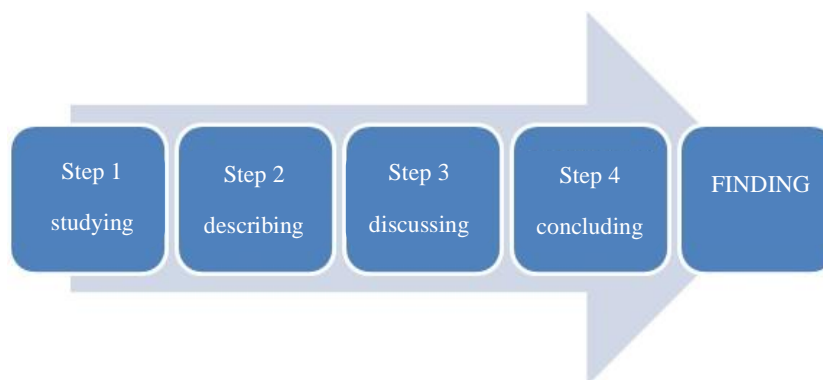 Step 1
studying
Step 2
describing
Step 3
discussing
Step 4
concluding
FINDING